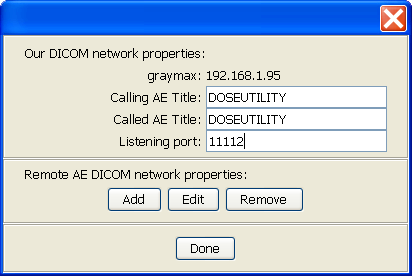 Our DICOM network properties:
graymax: 192.168.1.95
Calling AE Title: DOSEUTILITY
Called AE Title: DOSEUTILITY
Listening port: 11112
Remote AE DICOM network properties:
Add Edit Remove
Done